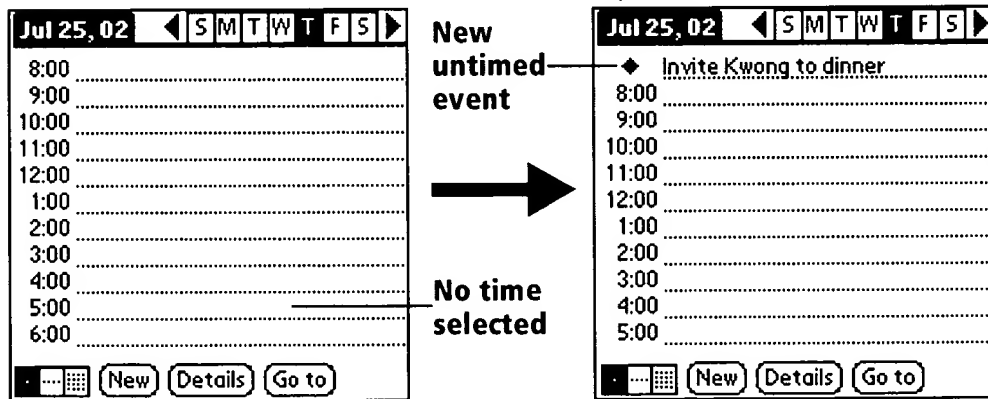 Jul 25, 02 S M T W T F S
8:00
9:00
10:00
11:00
12:00
1:00
2:00
3:00
4:00
5:00
6:00
New Details Go to
New
untimed
event
No time
selected
Jul 25, 02 S M T W T F S
Invite Kwong to dinner
8:00
9:00
10:00
11:00
12:00
1:00
2:00
3:00
4:00
5:00
New Details Go to